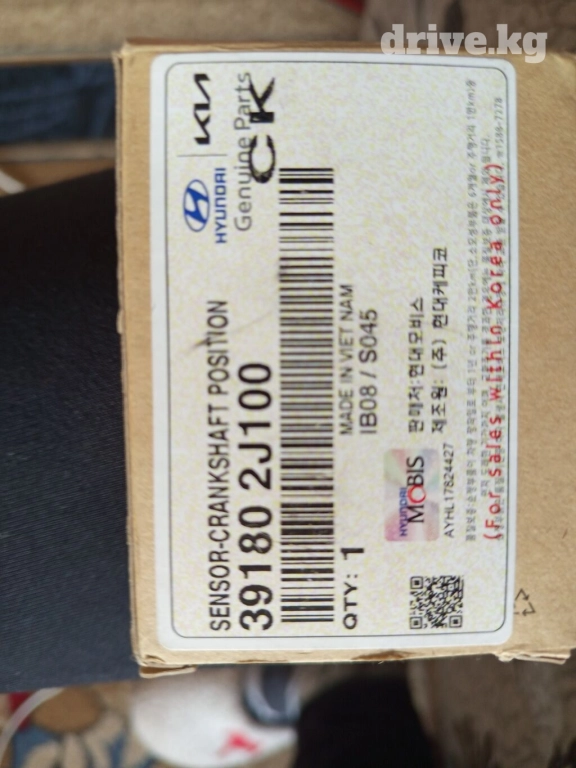 drive.kg
HYUNDAI
KIA
Genuine Parts
CK
SENSOR-CRANKSHAFT POSITION
39180 2J100
MADE IN VIET NAM
IB08 / S045
QTY: 1
HYUNDAI
MOBIS
판매처:현대모비스
제조원: (주) 현대케피코
AYHL17824427
(For sales within Korea only)